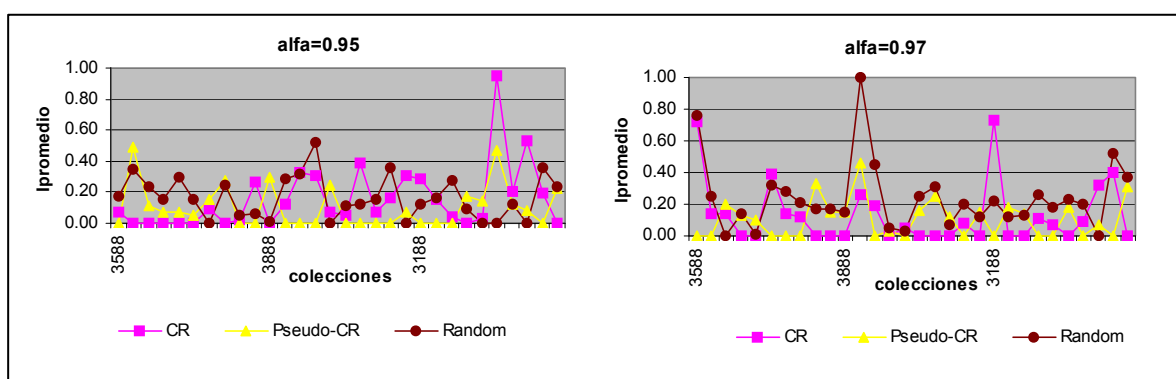 alfa=0.95
1.00
0.80
0.60
0.40
0.20
0.00
Ipromedio
3588
3888
3188
colecciones
CR
Pseudo-CR
Random
alfa=0.97
1.00
0.80
0.60
0.40
0.20
0.00
Ipromedio
3588
3888
3188
colecciones
CR
Pseudo-CR
Random